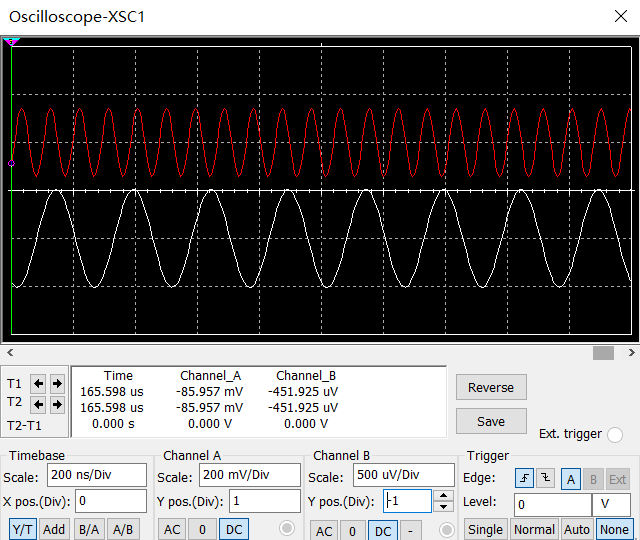 Oscilloscope-XSC1
T1
T2
T2-T1
Time Channel_A Channel_B
165.598 us -85.957 mV -451.925 uV
165.598 us -85.957 mV -451.925 uV
0.000 s 0.000 V 0.000 V
Reverse
Save
Ext. trigger
Timebase
Scale: 200 ns/Div
X pos.(Div): 0
Y/T Add B/A A/B
Channel A
Scale: 200 mV/Div
Y pos.(Div): 1
AC 0 DC
Channel B
Scale: 500 uV/Div
Y pos.(Div): -1
AC 0 DC -
Trigger
Edge: A B Ext
Level: 0 V
Single Normal Auto None